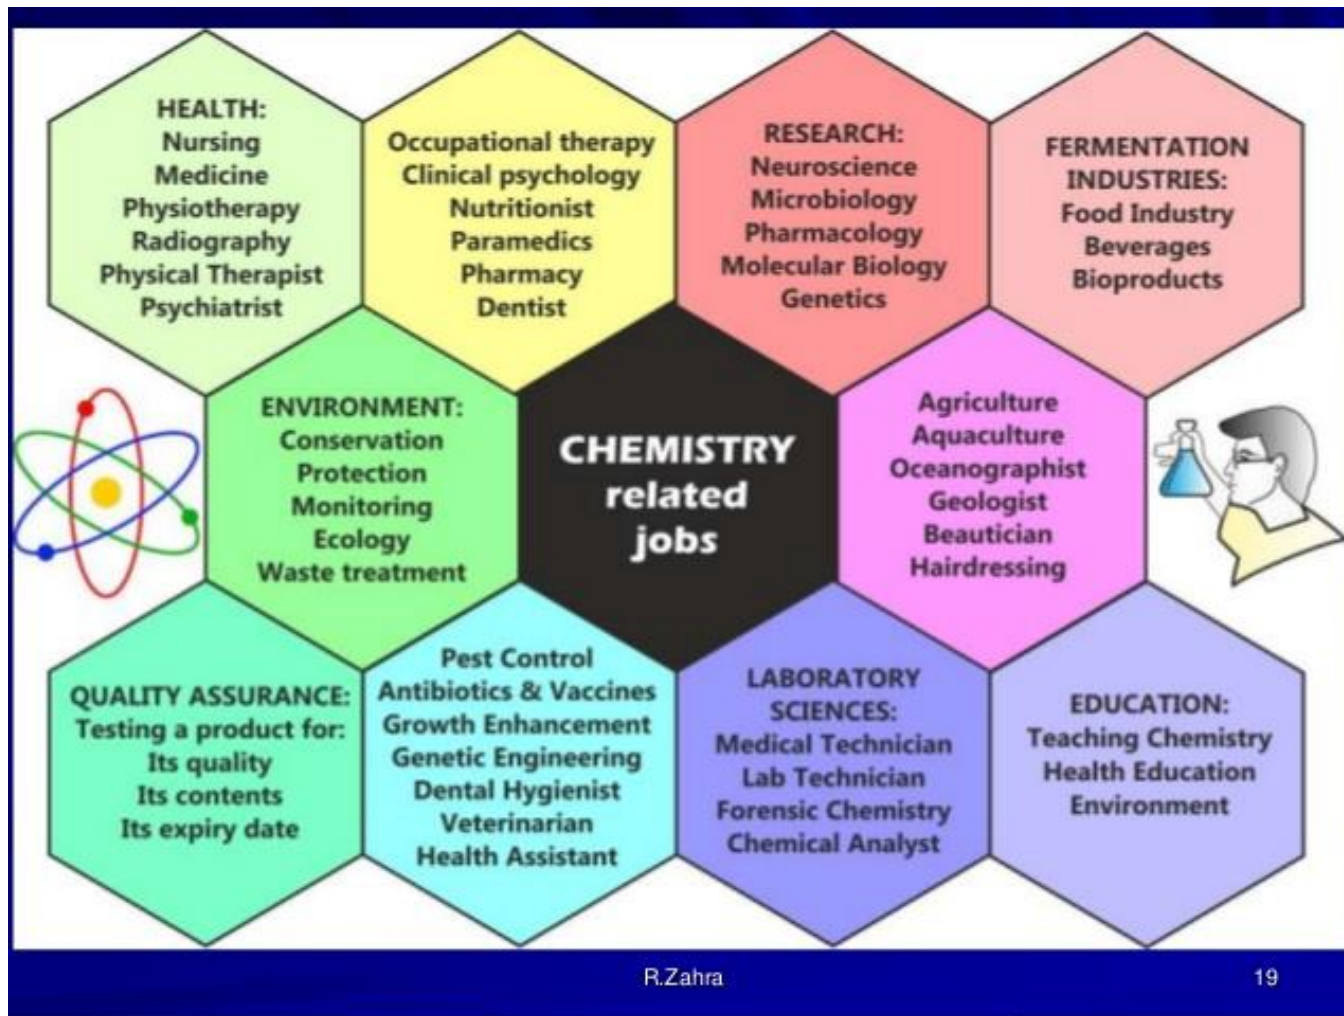 HEALTH:
Nursing
Medicine
Physiotherapy
Radiography
Physical Therapist
Psychiatrist
Occupational therapy
Clinical psychology
Nutritionist
Paramedics
Pharmacy
Dentist
RESEARCH:
Neuroscience
Microbiology
Pharmacology
Molecular Biology
Genetics
FERMENTATION
INDUSTRIES:
Food Industry
Beverages
Bioproducts
ENVIRONMENT:
Conservation
Protection
Monitoring
Ecology
Waste treatment
CHEMISTRY
related
jobs
Agriculture
Aquaculture
Oceanographist
Geologist
Beautician
Hairdressing
QUALITY ASSURANCE:
Testing a product for:
Its quality
Its contents
Its expiry date
Pest Control
Antibiotics & Vaccines
Growth Enhancement
Genetic Engineering
Dental Hygienist
Veterinarian
Health Assistant
LABORATORY
SCIENCES:
Medical Technician
Lab Technician
Forensic Chemistry
Chemical Analyst
EDUCATION:
Teaching Chemistry
Health Education
Environment
R.Zahra
19